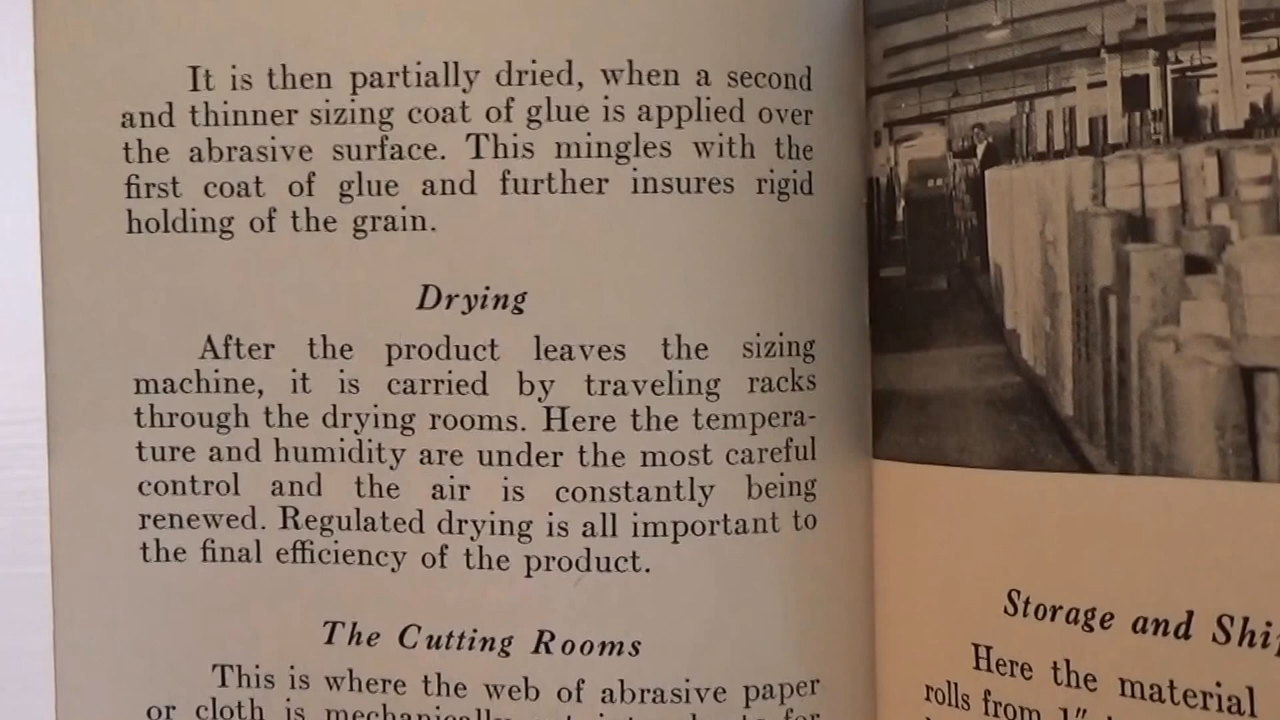 It is then partially dried, when a second
and thinner sizing coat of glue is applied over
the abrasive surface. This mingles with the
first coat of glue and further insures rigid
holding of the grain.
Drying
After the product leaves the sizing
machine, it is carried by traveling racks
through the drying rooms. Here the tempera-
ture and humidity are under the most careful
control and the air is constantly being
renewed. Regulated drying is all important to
the final efficiency of the product.
The Cutting Rooms
This is where the web of abrasive paper
or cloth is mechanically
Storage and
Here the material
rolls from 1"